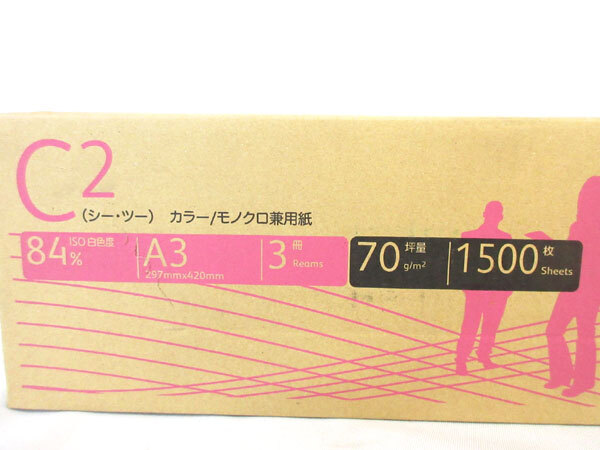 C2
(シー・ツー) カラー/モノクロ兼用紙
84% ISO白色度 A3 297mmx420mm 3 冊 Reams 70 坪量 g/m² 1500 枚 Sheets